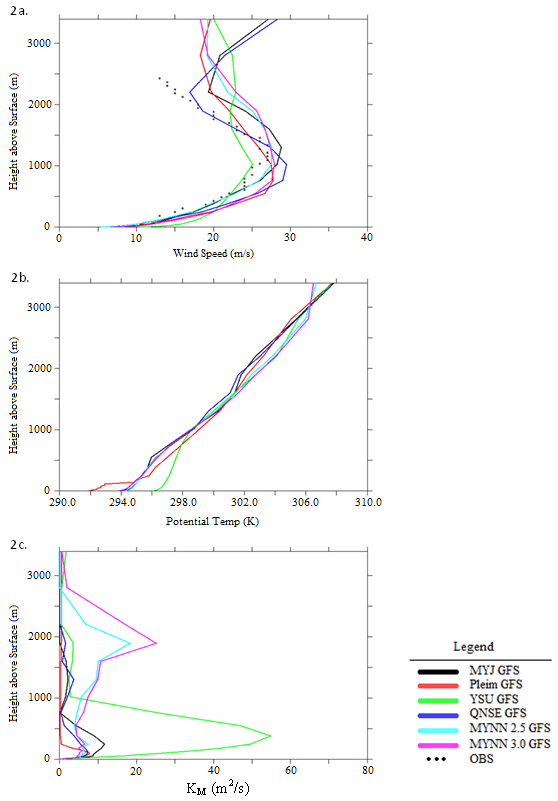 2a.
Height above Surface (m)
3000
2000
1000
0
0 10 20 30 40
Wind Speed (m/s)
2b.
Height above Surface (m)
3000
2000
1000
0
290.0 294.0 298.0 302.0 306.0 310.0
Potential Temp (K)
2c.
Height above Surface (m)
3000
2000
1000
0
0 20 40 60 80
KM (m²/s)
Legend
MYJ GFS
Pleim GFS
YSU GFS
QNSE GFS
MYNN 2.5 GFS
MYNN 3.0 GFS
OBS